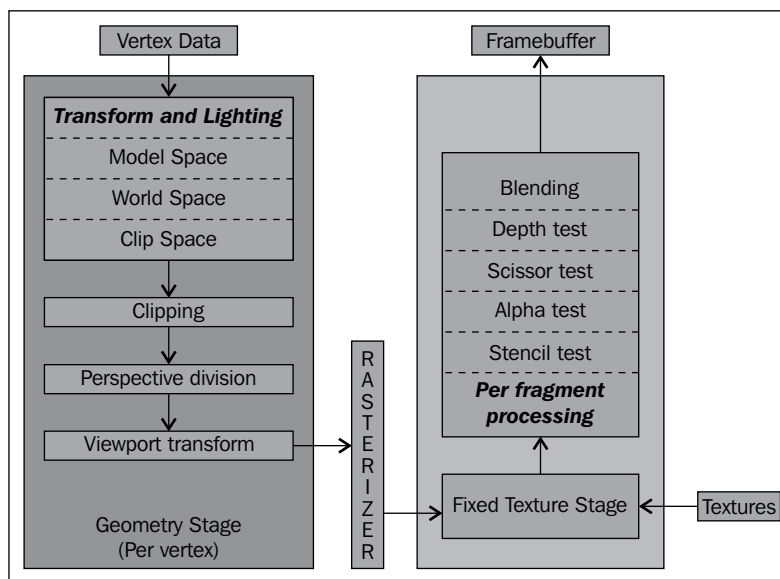 Vertex Data
Transform and Lighting
Model Space
World Space
Clip Space
Clipping
Perspective division
Viewport transform
Geometry Stage
(Per vertex)
RASTERIZER
Framebuffer
Blending
Depth test
Scissor test
Alpha test
Stencil test
Per fragment
processing
Fixed Texture Stage
Textures